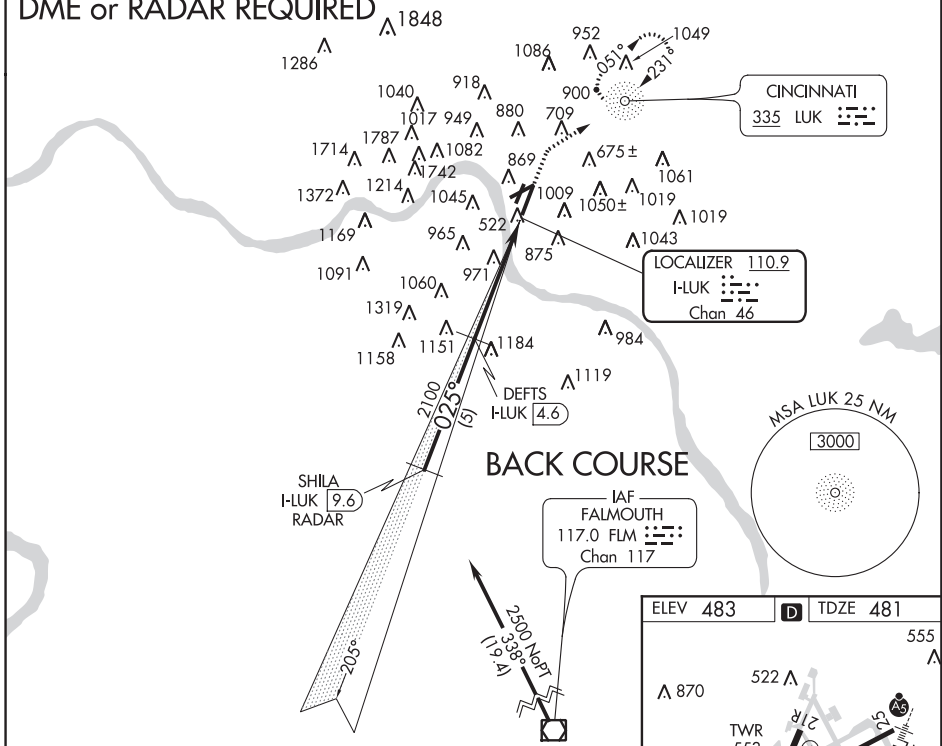 DME or RADAR REQUIRED
1848
1286
952
1049
1086
051°
231°
918
900
CINCINNATI
335 LUK
1040
1017
949
880
709
1714
1787
1082
869
675±
1061
1742
1372
1214
1045
1009
1050±
1019
522
1019
1169
965
875
1043
971
LOCALIZER 110.9
I-LUK
Chan 46
1091
1060
1319
984
1158
1151
1184
1119
DEFTS
I-LUK 4.6
2100
025°
(5)
MSA LUK 25 NM
3000
BACK COURSE
SHILA
I-LUK 9.6
RADAR
IAF
FALMOUTH
117.0 FLM
Chan 117
2500 NoPT
338°
(19.4)
205°
ELEV 483 D TDZE 481
555
870
522
A5
21R
25
TWR